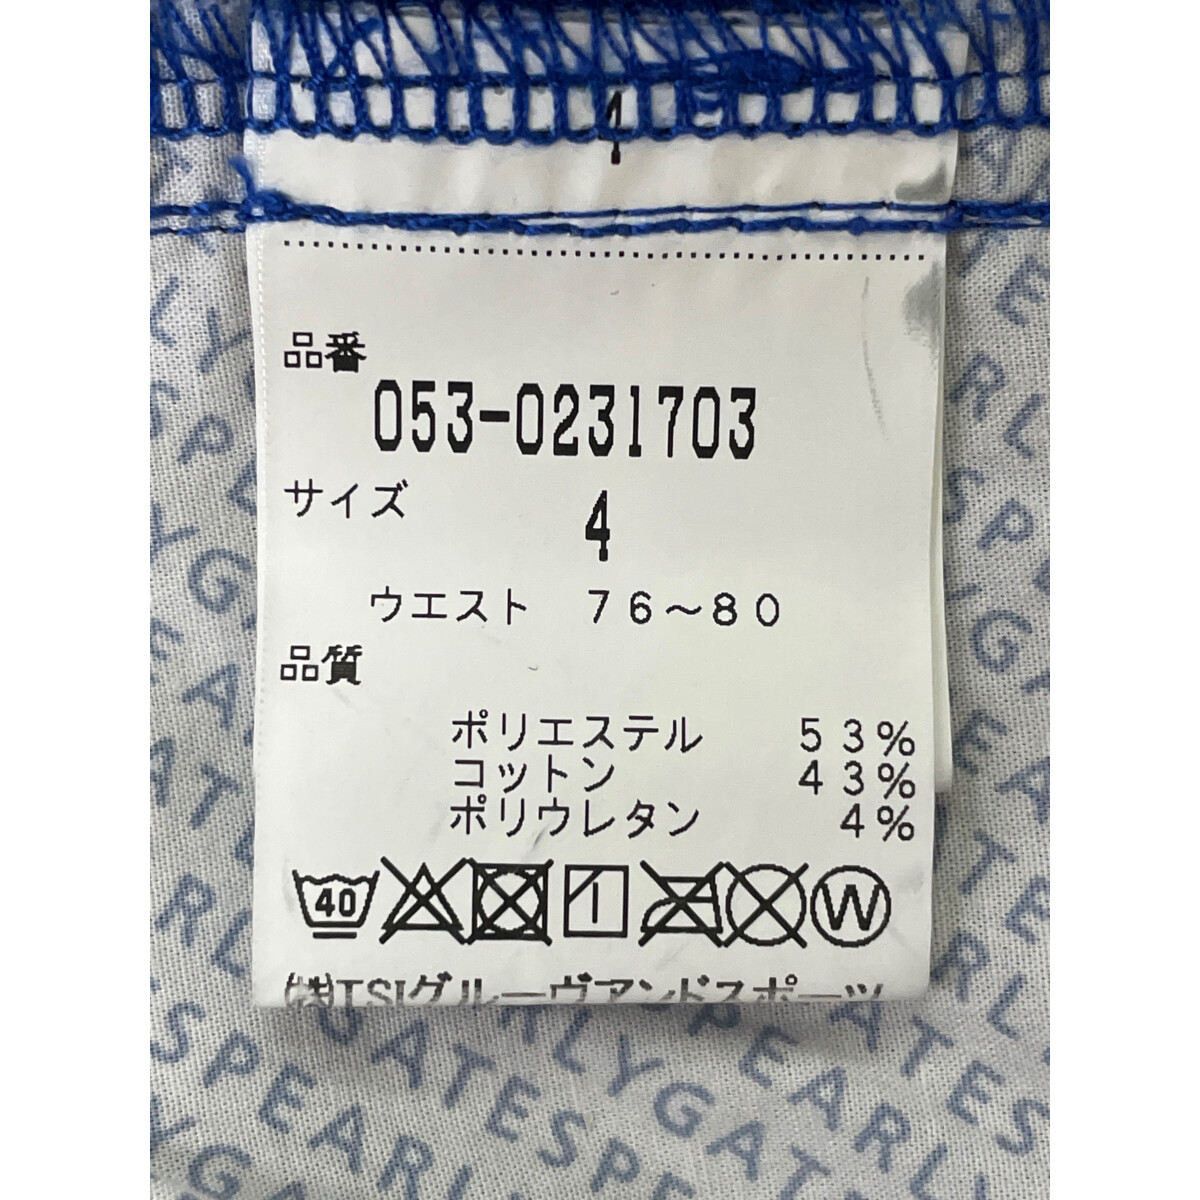 品番
053-0231703
サイズ
4
ウエスト 76～80
品質
ポリエステル 53%
コットン 43%
ポリウレタン 4%
40
W
㈱TSIグルーヴアンドスポーツ
PEARLYGATES